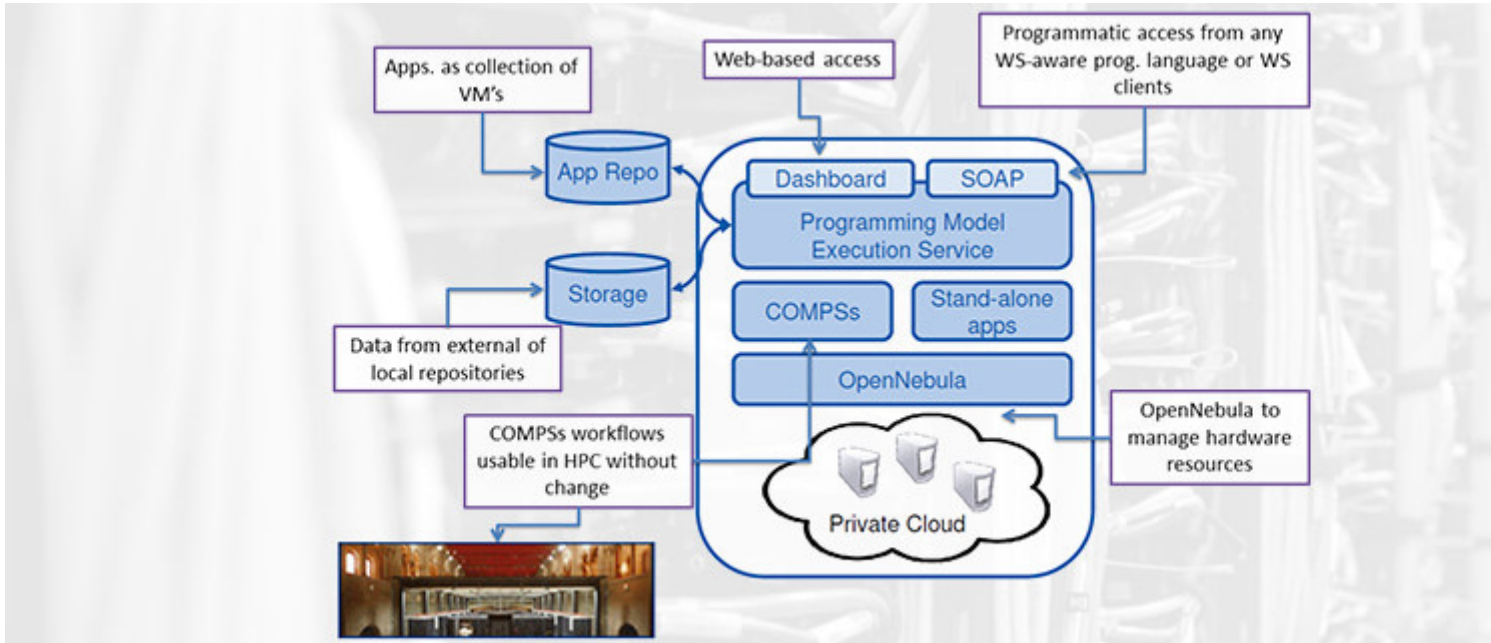 Apps. as collection of
VM's
Web-based access
Programmatic access from any
WS-aware prog. language or WS
clients
App Repo
Dashboard
SOAP
Programming Model
Execution Service
Storage
COMPSs
Stand-alone
apps
Data from external of
local repositories
OpenNebula
COMPSs workflows
usable in HPC without
change
OpenNebula to
manage hardware
resources
Private Cloud